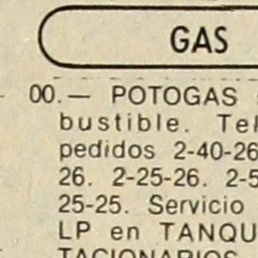 GAS
00.— POTOGAS
bustible. Tel
pedidos 2-40-26
26. 2-25-26. 2-5
25-25. Servicio
LP en TANQU
TACIONARIOS